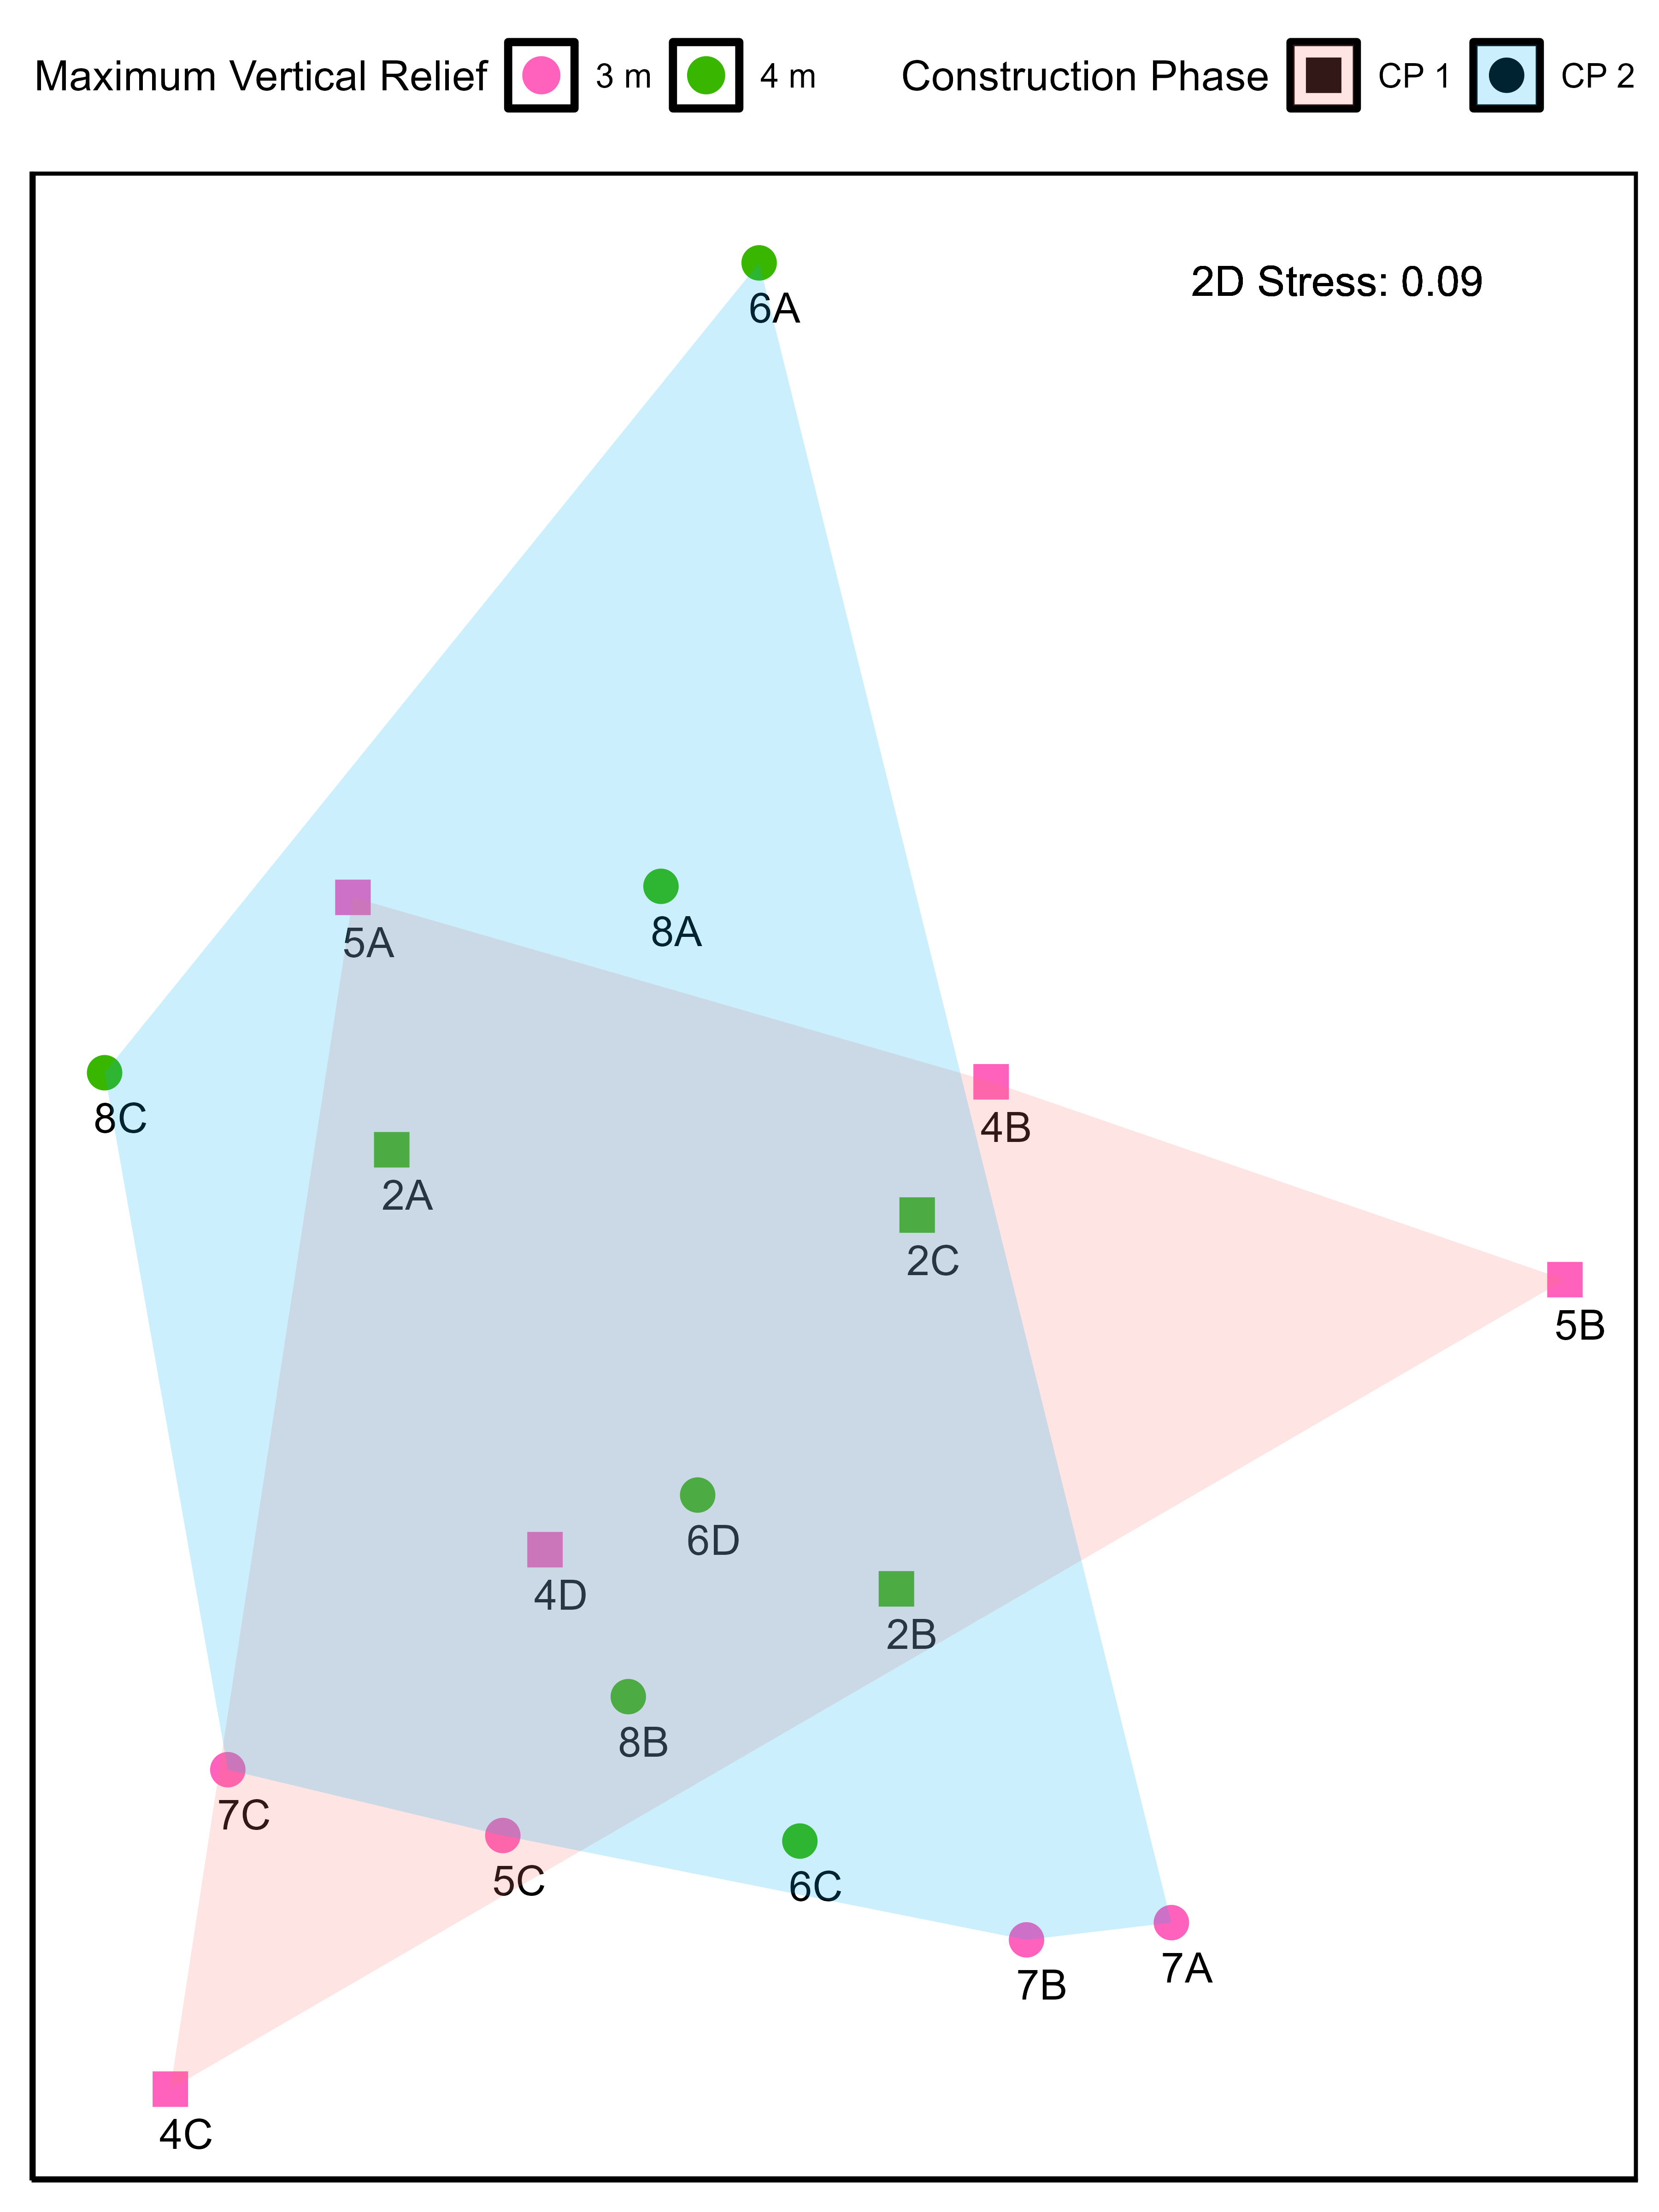 Maximum Vertical Relief 3 m 4 m Construction Phase CP 1 CP 2
2D Stress: 0.09
6A
8A
5A
8C
4B
2A
2C
5B
6D
4D
2B
8B
7C
5C
6C
7A
7B
4C